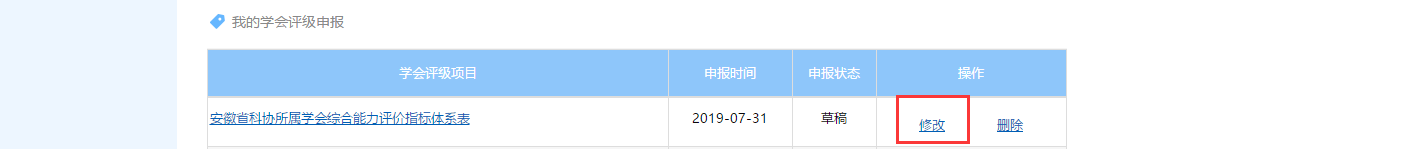 我的学会评级申报
学会评级项目 申报时间 申报状态 操作
安徽省科协所属学会综合能力评价指标体系表 2019-07-31 草稿 修改 删除